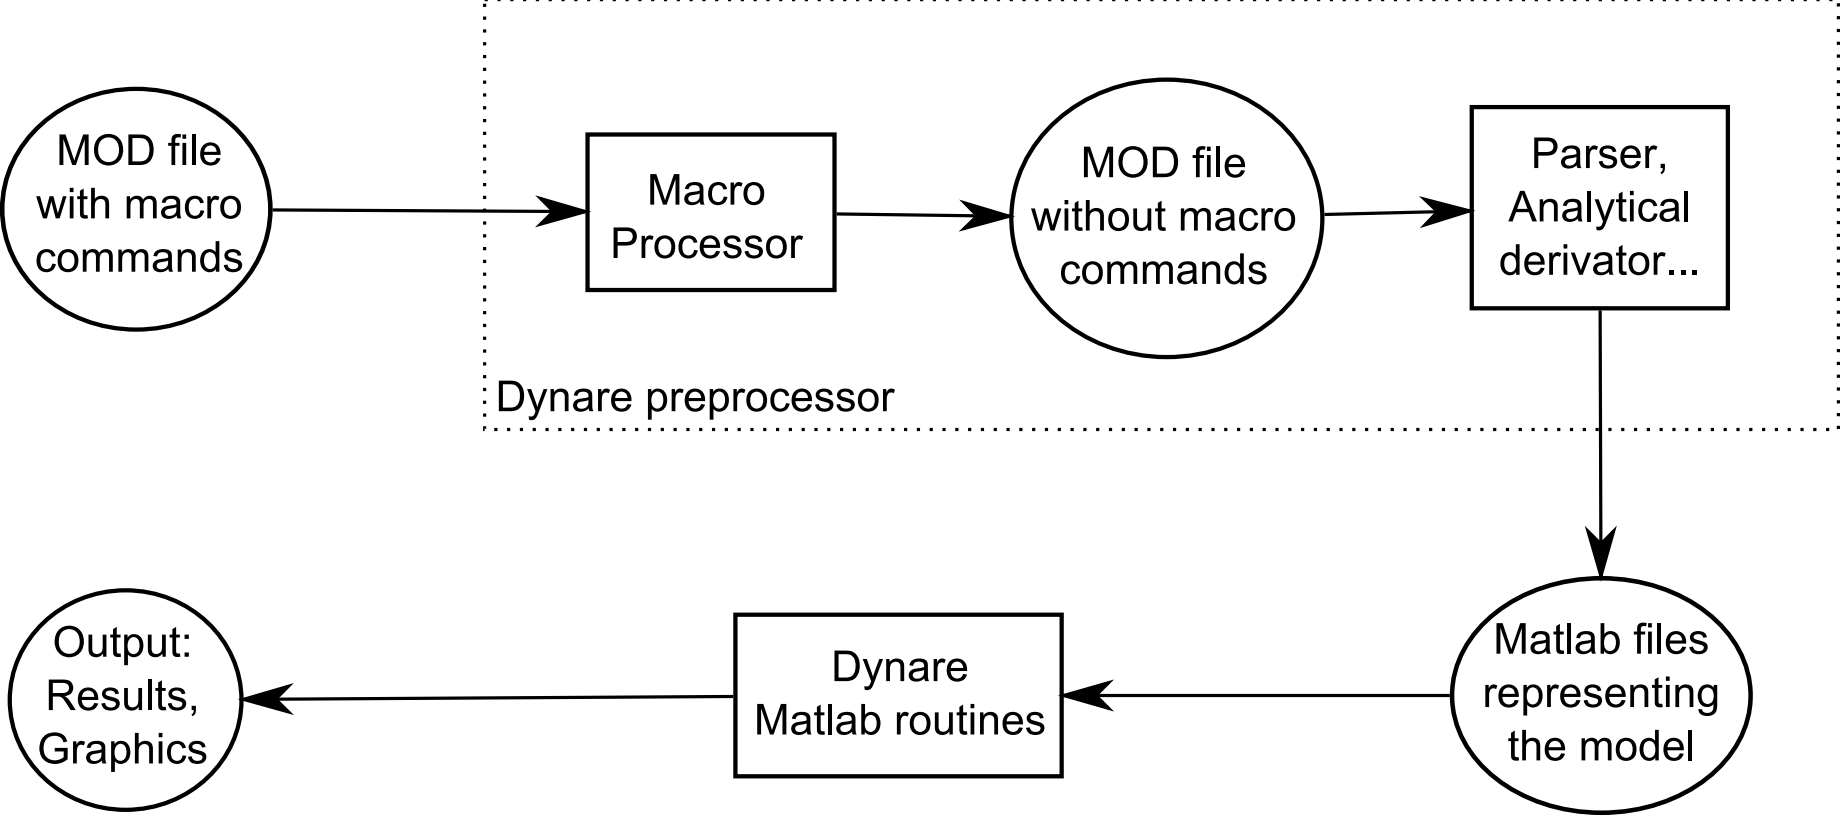 MOD file
with macro
commands
Macro
Processor
MOD file
without macro
commands
Parser,
Analytical
derivator...
Dynare preprocessor
Output:
Results,
Graphics
Dynare
Matlab routines
Matlab files
representing
the model